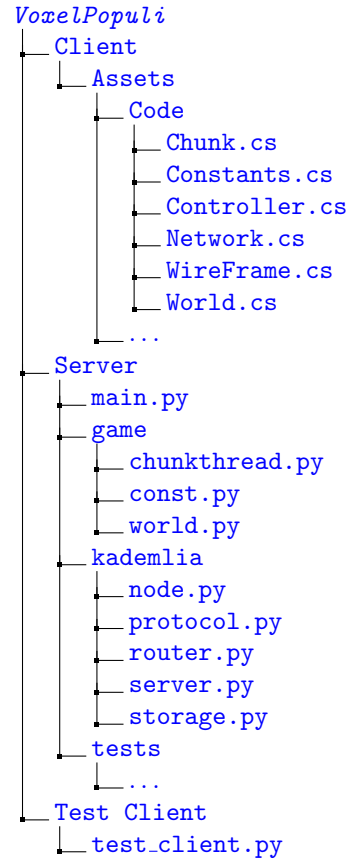 VoxelPopuli
Client
Assets
Code
Chunk.cs
Constants.cs
Controller.cs
Network.cs
WireFrame.cs
World.cs
...
Server
main.py
game
chunkthread.py
const.py
world.py
kademlia
node.py
protocol.py
router.py
server.py
storage.py
tests
...
Test Client
test_client.py